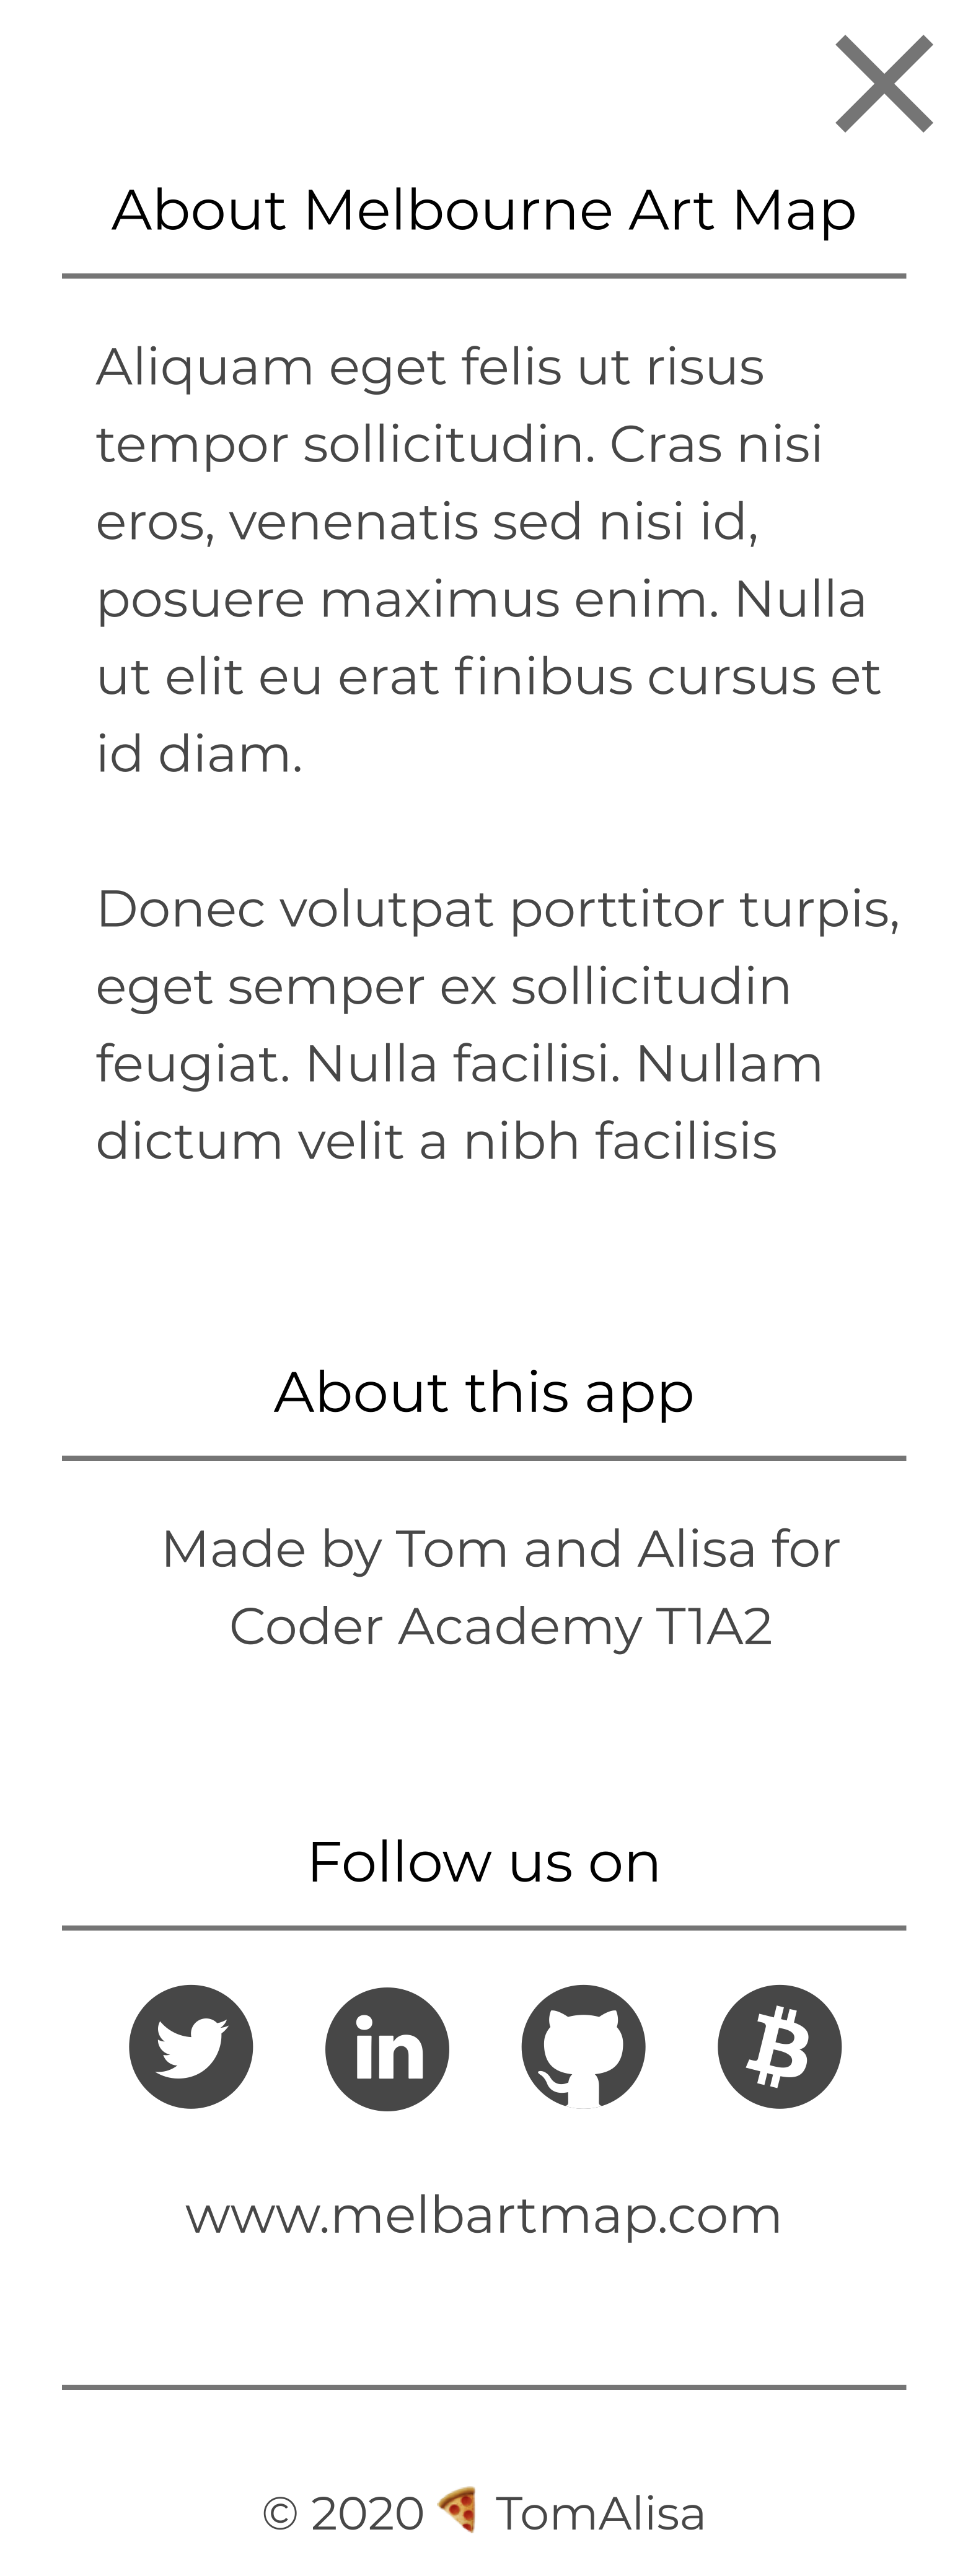 About Melbourne Art Map
Aliquam eget felis ut risus
tempor sollicitudin. Cras nisi
eros, venenatis sed nisi id,
posuere maximus enim. Nulla
ut elit eu erat finibus cursus et
id diam.
Donec volutpat porttitor turpis,
eget semper ex sollicitudin
feugiat. Nulla facilisi. Nullam
dictum velit a nibh facilisis
About this app
Made by Tom and Alisa for
Coder Academy T1A2
Follow us on
in
www.melbartmap.com
© 2020 🍕 TomAlisa